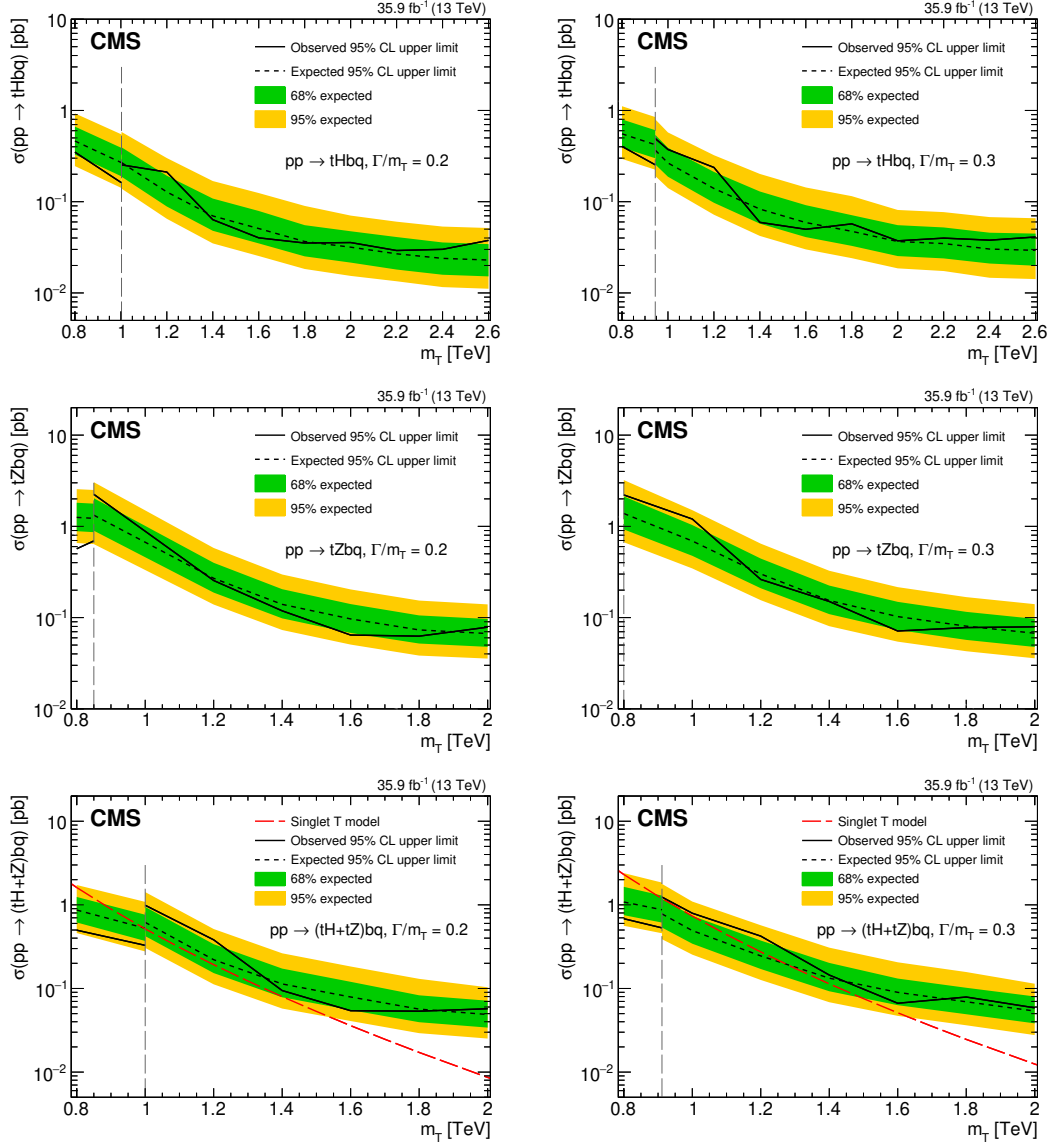 35.9 fb⁻¹ (13 TeV)
CMS
σ(pp → tHbq) [pb]
Observed 95% CL upper limit
Expected 95% CL upper limit
68% expected
95% expected
pp → tHbq, Γ/m_T = 0.2
10
1
10⁻¹
10⁻²
0.8 1 1.2 1.4 1.6 1.8 2 2.2 2.4 2.6
m_T [TeV]
35.9 fb⁻¹ (13 TeV)
CMS
σ(pp → tHbq) [pb]
Observed 95% CL upper limit
Expected 95% CL upper limit
68% expected
95% expected
pp → tHbq, Γ/m_T = 0.3
10
1
10⁻¹
10⁻²
0.8 1 1.2 1.4 1.6 1.8 2 2.2 2.4 2.6
m_T [TeV]
35.9 fb⁻¹ (13 TeV)
CMS
σ(pp → tZbq) [pb]
Observed 95% CL upper limit
Expected 95% CL upper limit
68% expected
95% expected
pp → tZbq, Γ/m_T = 0.2
10
1
10⁻¹
10⁻²
0.8 1 1.2 1.4 1.6 1.8 2
m_T [TeV]
35.9 fb⁻¹ (13 TeV)
CMS
σ(pp → tZbq) [pb]
Observed 95% CL upper limit
Expected 95% CL upper limit
68% expected
95% expected
pp → tZbq, Γ/m_T = 0.3
10
1
10⁻¹
10⁻²
0.8 1 1.2 1.4 1.6 1.8 2
m_T [TeV]
35.9 fb⁻¹ (13 TeV)
CMS
σ(pp → (tH+tZ)bq) [pb]
Singlet T model
Observed 95% CL upper limit
Expected 95% CL upper limit
68% expected
95% expected
pp → (tH+tZ)bq, Γ/m_T = 0.2
10
1
10⁻¹
10⁻²
0.8 1 1.2 1.4 1.6 1.8 2
m_T [TeV]
35.9 fb⁻¹ (13 TeV)
CMS
σ(pp → (tH+tZ)bq) [pb]
Singlet T model
Observed 95% CL upper limit
Expected 95% CL upper limit
68% expected
95% expected
pp → (tH+tZ)bq, Γ/m_T = 0.3
10
1
10⁻¹
10⁻²
0.8 1 1.2 1.4 1.6 1.8 2
m_T [TeV]